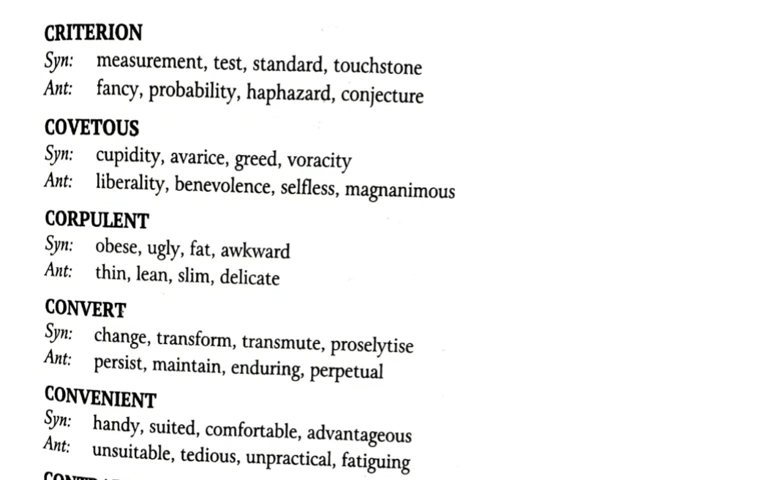 CRITERION
Syn: measurement, test, standard, touchstone
Ant: fancy, probability, haphazard, conjecture
COVETOUS
Syn: cupidity, avarice, greed, voracity
Ant: liberality, benevolence, selfless, magnanimous
CORPULENT
Syn: obese, ugly, fat, awkward
Ant: thin, lean, slim, delicate
CONVERT
Syn: change, transform, transmute, proselytise
Ant: persist, maintain, enduring, perpetual
CONVENIENT
Syn: handy, suited, comfortable, advantageous
Ant: unsuitable, tedious, unpractical, fatiguing